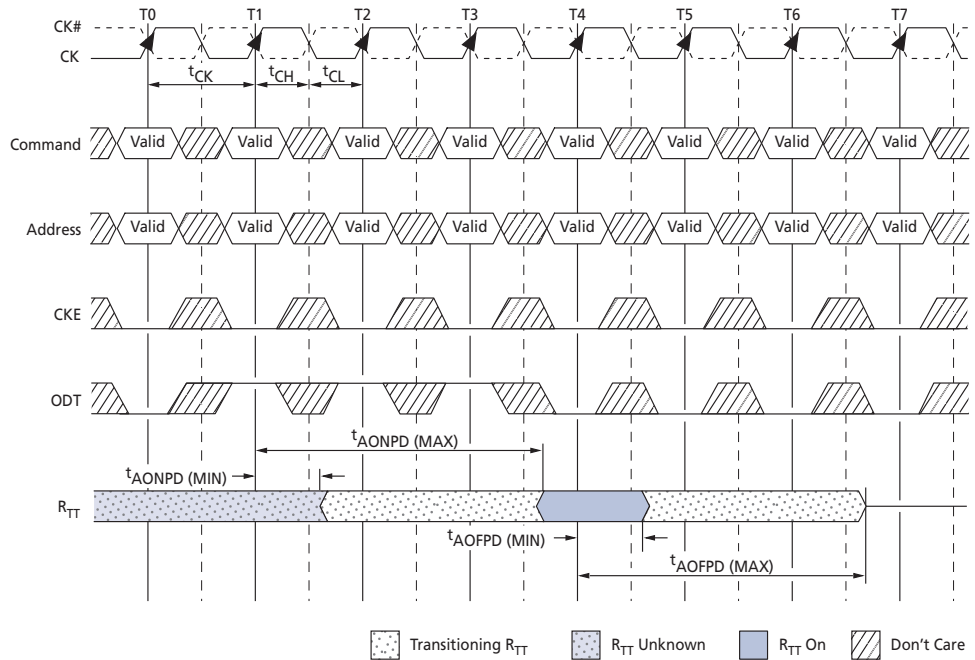 T0 T1 T2 T3 T4 T5 T6 T7
CK#
CK
tCK tCH tCL
Command Valid Valid Valid Valid Valid Valid Valid Valid
Address Valid Valid Valid Valid Valid Valid Valid Valid
CKE
ODT
tAONPD (MAX)
tAONPD (MIN)
RTT
tAOFPD (MIN)
tAOFPD (MAX)
Transitioning RTT RTT Unknown RTT On Don't Care